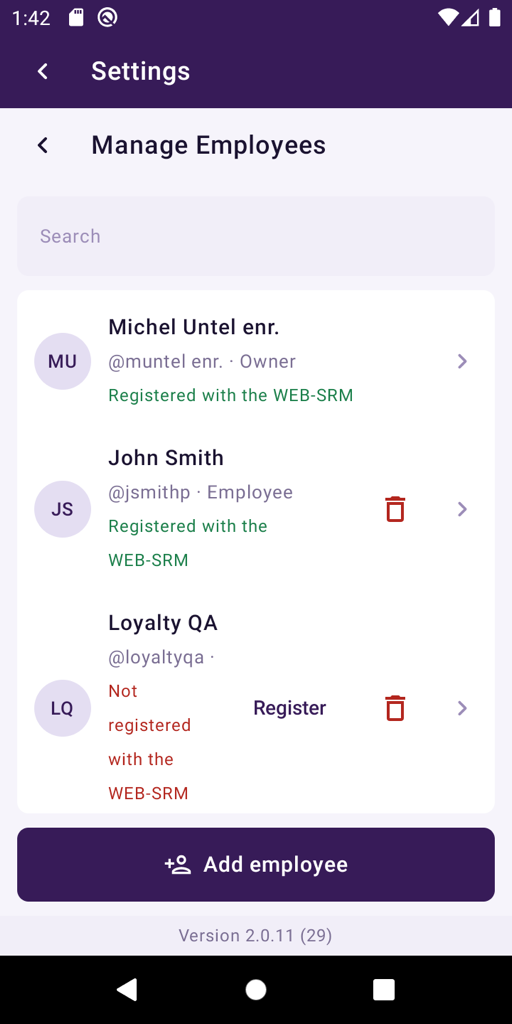 1:42
Settings
Manage Employees
Search
MU
Michel Untel enr.
@muntel enr. · Owner
Registered with the WEB-SRM
JS
John Smith
@jsmithp · Employee
Registered with the
WEB-SRM
LQ
Loyalty QA
@loyaltyqa ·
Not
registered
with the
WEB-SRM
Register
Add employee
Version 2.0.11 (29)